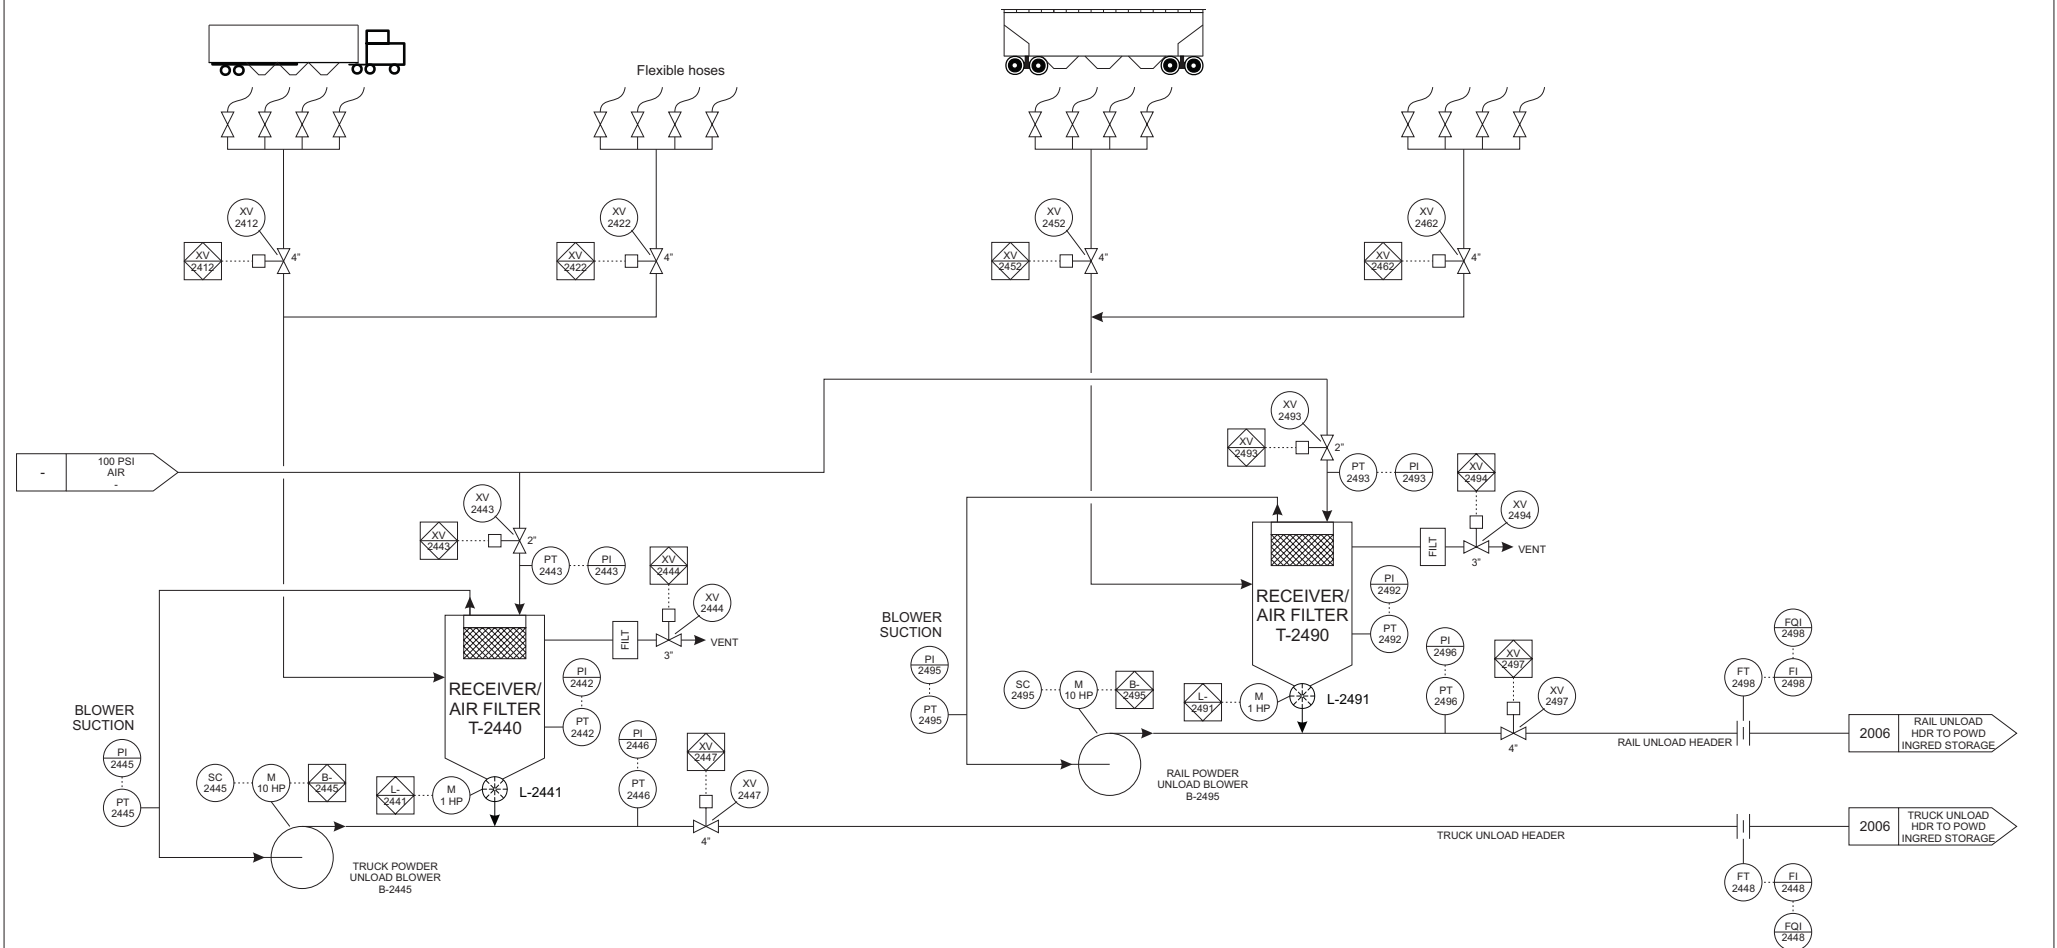 Flexible hoses
XV
2412
XV
2412
4"
XV
2422
XV
2422
4"
XV
2452
XV
2452
4"
XV
2462
XV
2462
4"
-
100 PSI
AIR
-
XV
2443
XV
2443
2"
PT
2443
PI
2443
XV
2444
XV
2444
FILT
3"
VENT
RECEIVER/
AIR FILTER
T-2440
PI
2442
PT
2442
BLOWER
SUCTION
PI
2445
PT
2445
SC
2445
M
10 HP
B-
2445
L-
2441
M
1 HP
L-2441
PI
2446
PT
2446
XV
2447
XV
2447
4"
TRUCK POWDER
UNLOAD BLOWER
B-2445
XV
2493
XV
2493
2"
PT
2493
PI
2493
XV
2494
XV
2494
FILT
3"
VENT
RECEIVER/
AIR FILTER
T-2490
PI
2492
PT
2492
BLOWER
SUCTION
PI
2495
PT
2495
SC
2495
M
10 HP
B-
2495
L-
2491
M
1 HP
L-2491
PI
2496
PT
2496
XV
2497
XV
2497
4"
RAIL POWDER
UNLOAD BLOWER
B-2495
RAIL UNLOAD HEADER
FQI
2498
FT
2498
FI
2498
2006
RAIL UNLOAD
HDR TO POWD
INGRED STORAGE
TRUCK UNLOAD HEADER
2006
TRUCK UNLOAD
HDR TO POWD
INGRED STORAGE
FT
2448
FI
2448
FQI
2448